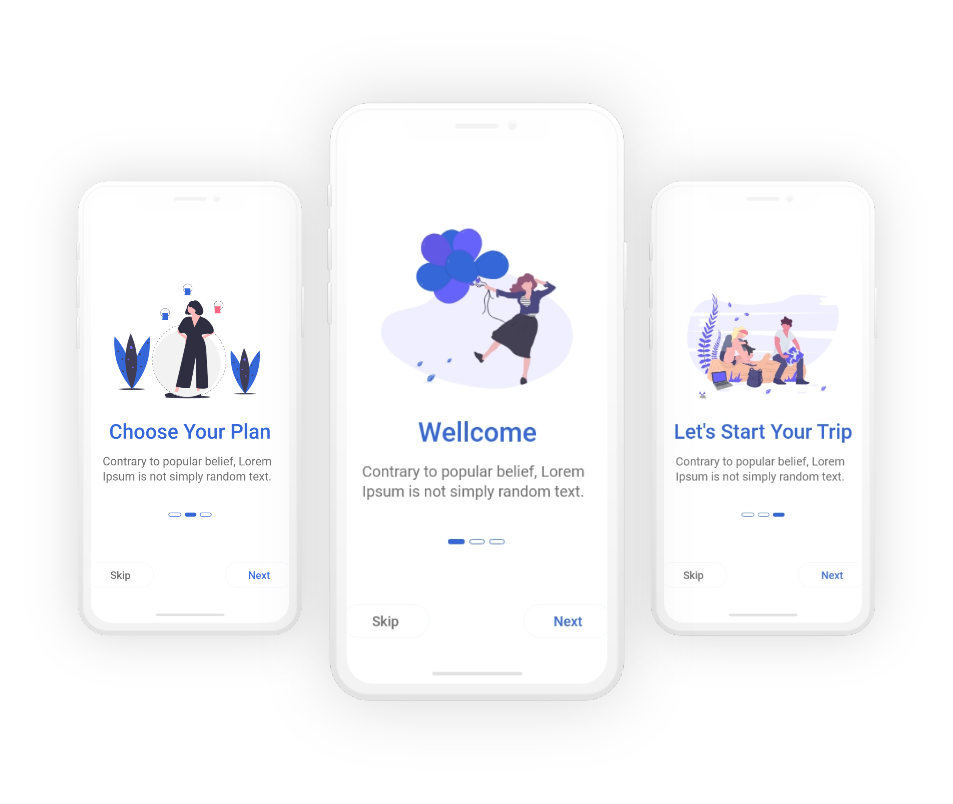 Choose Your Plan
Contrary to popular belief, Lorem
Ipsum is not simply random text.
Skip
Next
Wellcome
Contrary to popular belief, Lorem
Ipsum is not simply random text.
Skip
Next
Let's Start Your Trip
Contrary to popular belief, Lorem
Ipsum is not simply random text.
Skip
Next